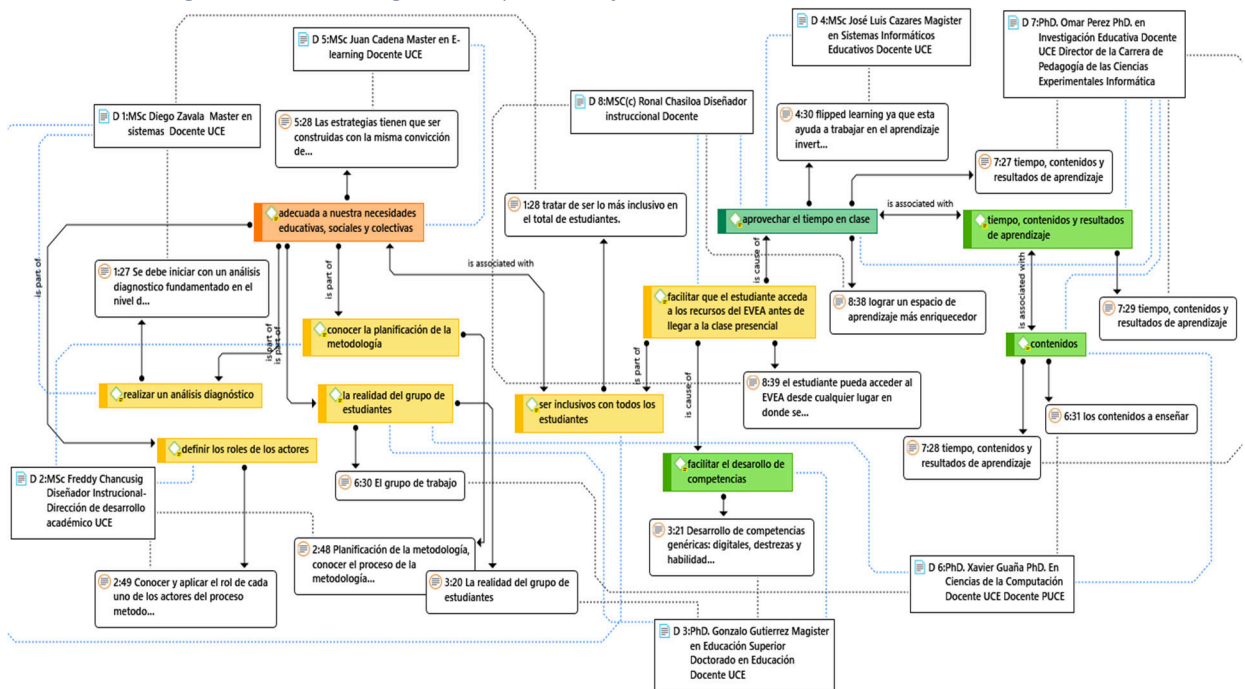 D 5:MSc Juan Cadena Master en E-
learning Docente UCE
D 4:MSc José Luis Cazares Magister
en Sistemas Informáticos
Educativos Docente UCE
D 7:PhD. Omar Perez PhD. en
Investigación Educativa Docente
UCE Director de la Carrera de
Pedagogía de las Ciencias
Experimentales Informática
D 1:MSc Diego Zavala Master en
sistemas Docente UCE
D 8:MSC(c) Ronal Chasiloa Diseñador
instruccional Docente
5:28 Las estrategias tienen que ser
construidas con la misma convicción
de...
4:30 flipped learning ya que esta
ayuda a trabajar en el aprendizaje
invert...
7:27 tiempo, contenidos y
resultados de aprendizaje
adecuada a nuestra necesidades
educativas, sociales y colectivas
1:28 tratar de ser lo más inclusivo en
el total de estudiantes.
aprovechar el tiempo en clase
is associated with
tiempo, contenidos y resultados
de aprendizaje
is part of
1:27 Se debe iniciar con un análisis
diagnostico fundamentado en el
nivel d...
is part of
is associated with
is cause of
facilitar que el estudiante acceda
a los recursos del EVEA antes de
llegar a la clase presencial
8:38 lograr un espacio de
aprendizaje más enriquecedor
is associated with
7:29 tiempo, contenidos y
resultados de aprendizaje
conocer la planificación de la
metodología
is part of
is part of
contenidos
realizar un análisis diagnóstico
la realidad del grupo de
estudiantes
ser inclusivos con todos los
estudiantes
is part of
is cause of
8:39 el estudiante pueda acceder al
EVEA desde cualquier lugar en
donde se...
6:31 los contenidos a enseñar
definir los roles de los actores
7:28 tiempo, contenidos y
resultados de aprendizaje
D 2:MSc Freddy Chancusig
Diseñador Instrucional-
Dirección de desarrollo
académico UCE
6:30 El grupo de trabajo
facilitar el desarollo de
competencias
2:48 Planificación de la metodología,
conocer el proceso de la
metodología...
3:21 Desarrollo de competencias
genéricas: digitales, destrezas y
habilidad...
2:49 Conocer y aplicar el rol de cada
uno de los actores del proceso
metodo...
3:20 La realidad del grupo de
estudiantes
D 6:PhD. Xavier Guaña PhD. En
Ciencias de la Computación
Docente UCE Docente PUCE
D 3:PhD. Gonzalo Gutierrez Magister
en Educación Superior
Doctorado en Educación
Docente UCE